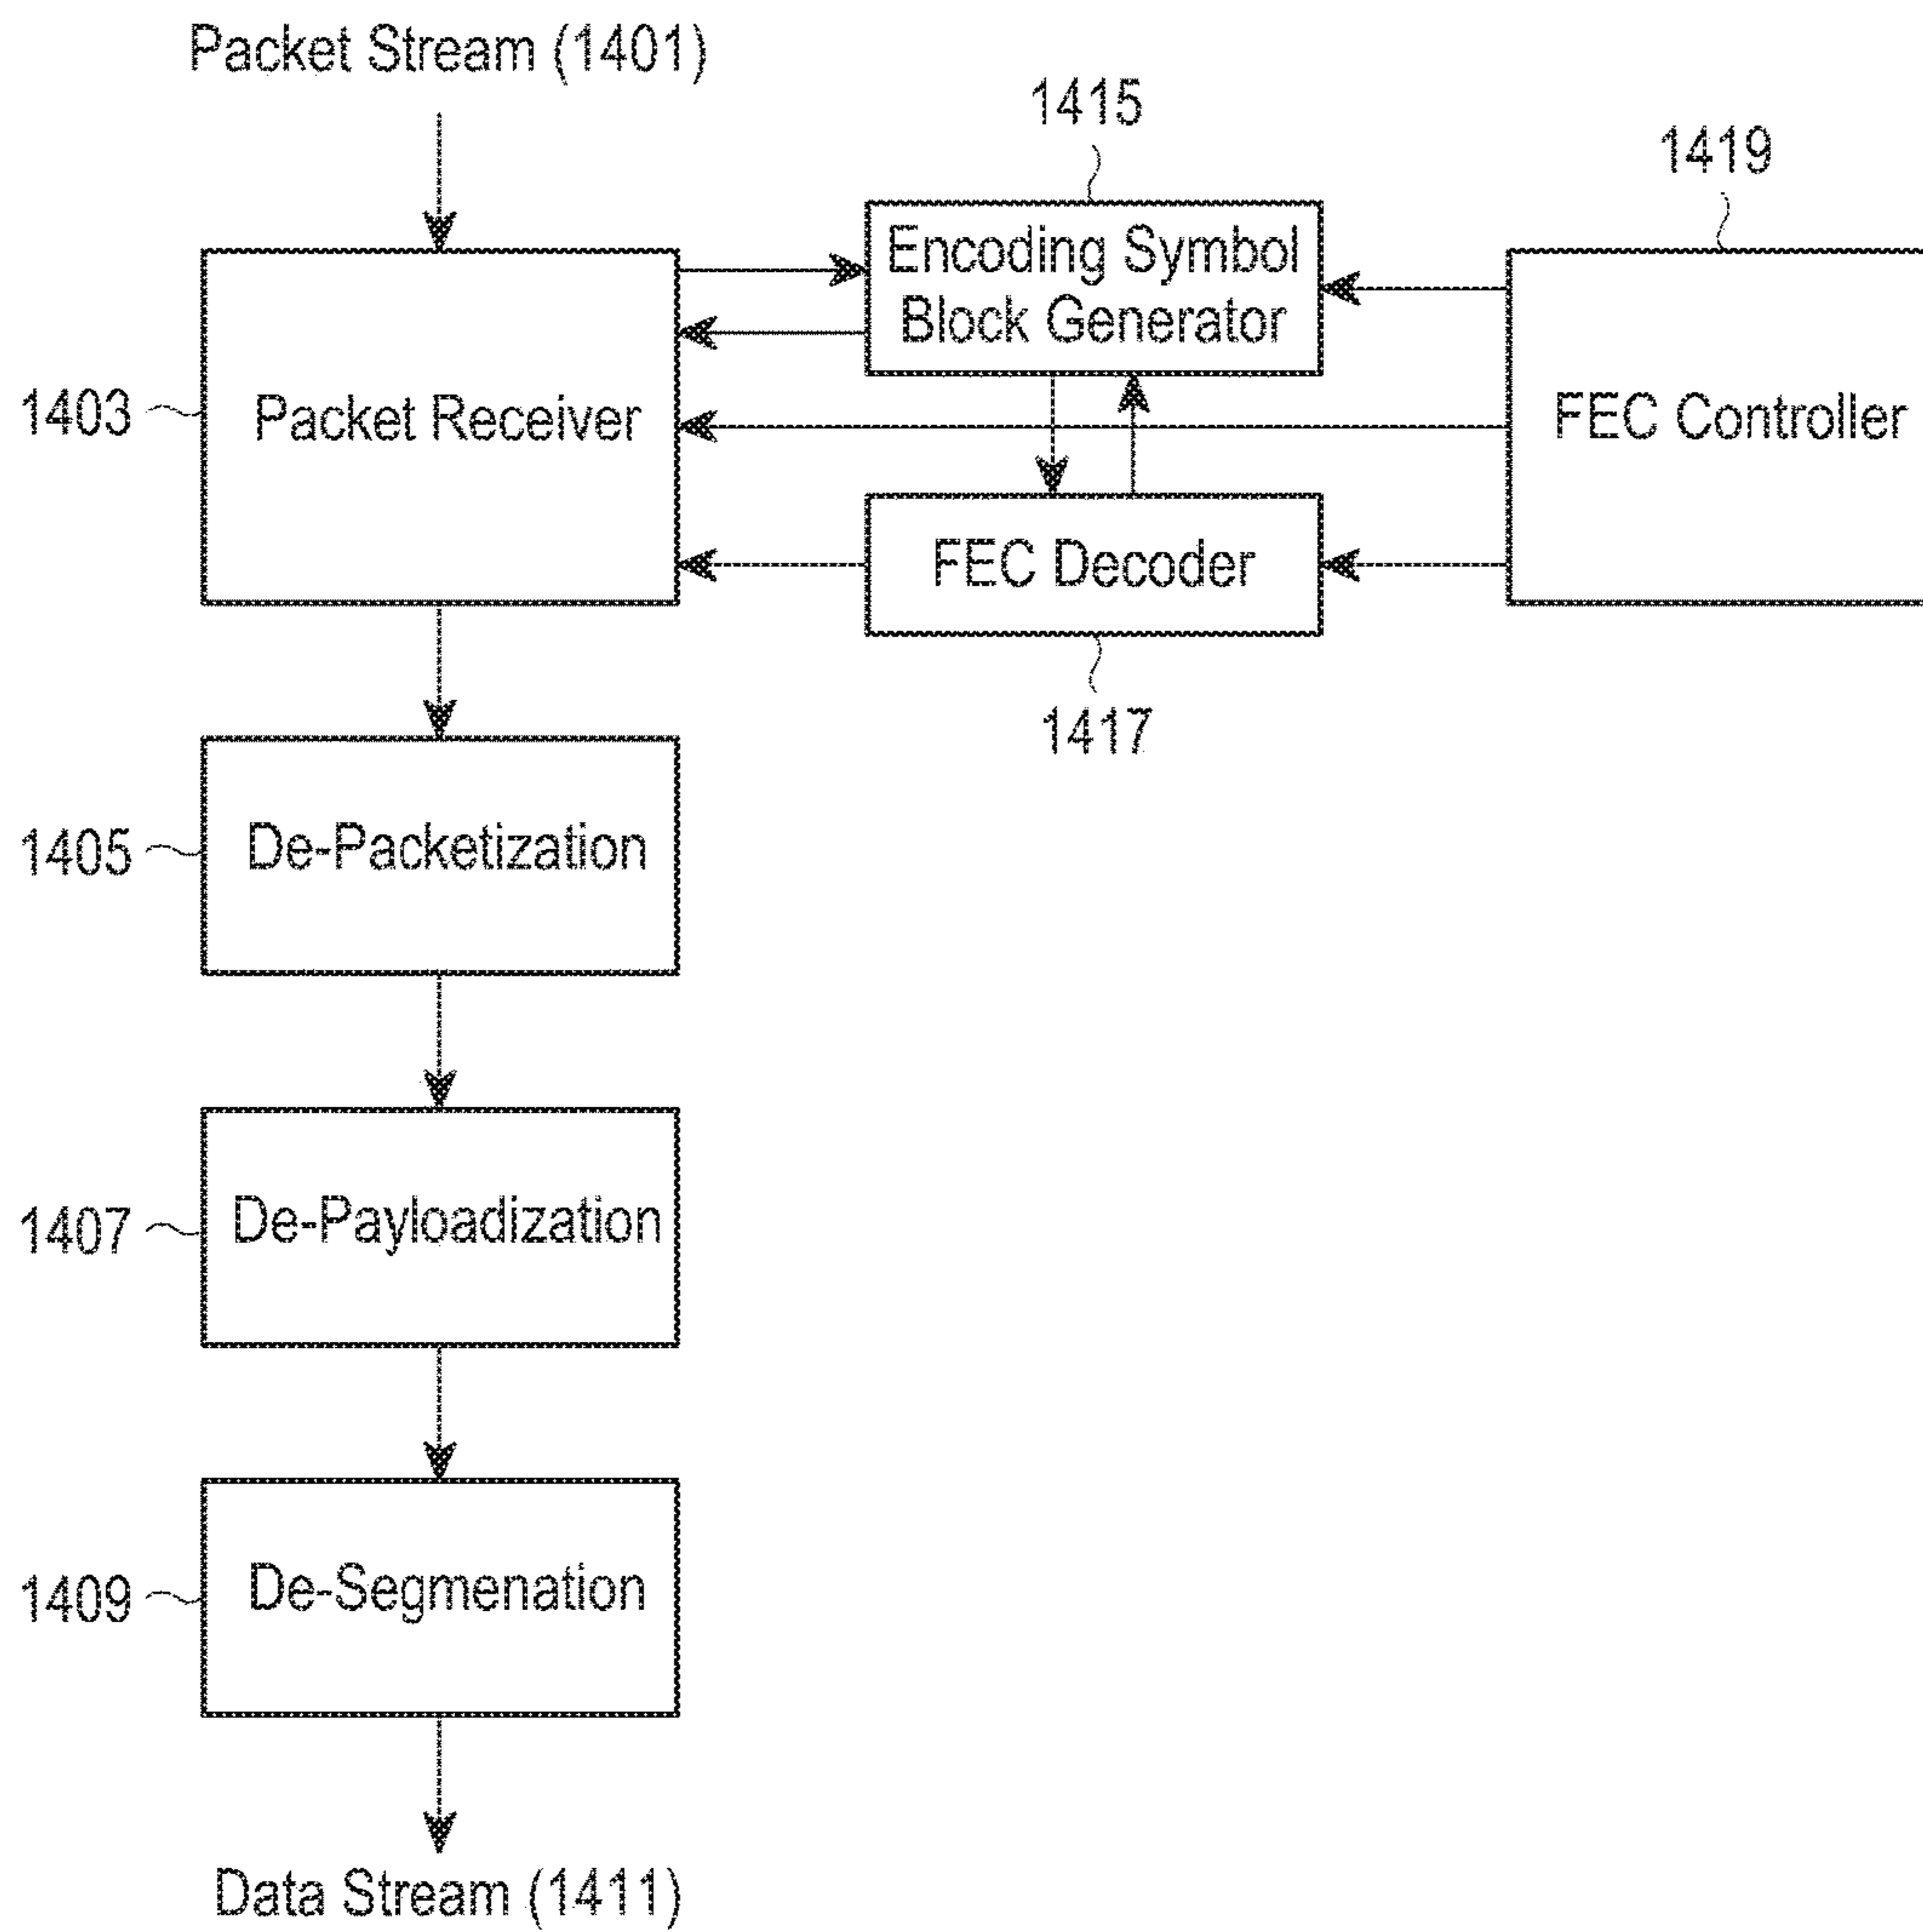 Packet Stream (1401)
1415
1419
Encoding Symbol
Block Generator
1403
Packet Receiver
FEC Controller
FEC Decoder
1417
1405
De-Packetization
1407
De-Payloadization
1409
De-Segmenation
Data Stream (1411)